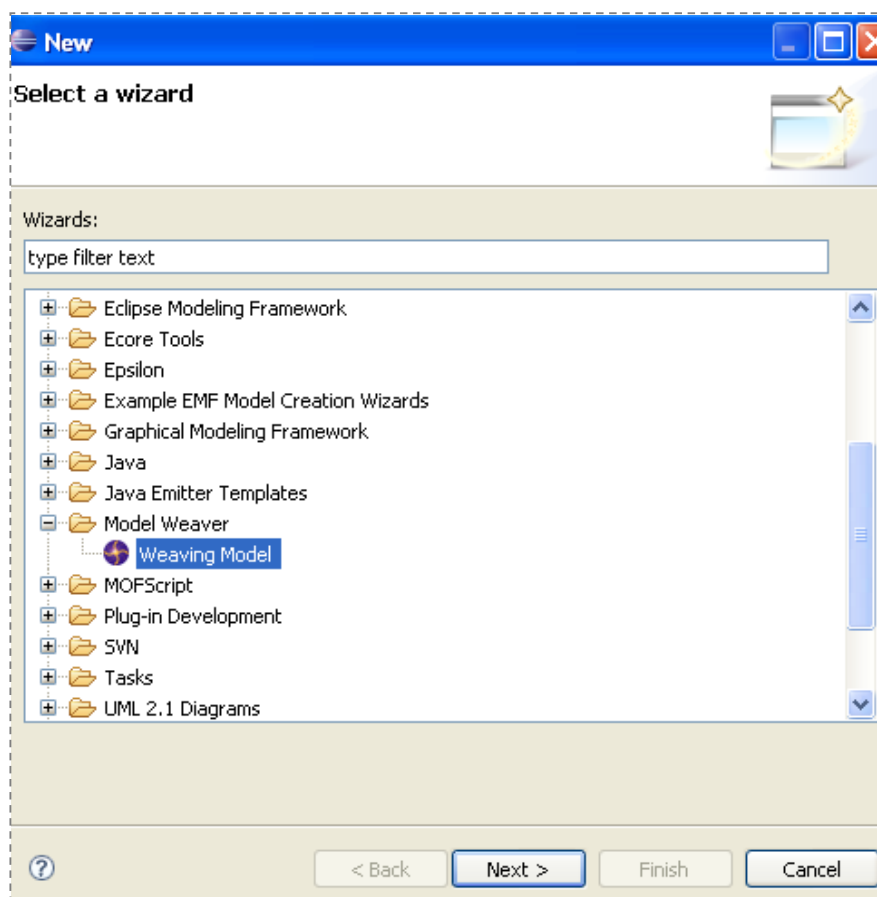 New
Select a wizard
Wizards:
type filter text
Eclipse Modeling Framework
Ecore Tools
Epsilon
Example EMF Model Creation Wizards
Graphical Modeling Framework
Java
Java Emitter Templates
Model Weaver
Weaving Model
MOFScript
Plug-in Development
SVN
Tasks
UML 2.1 Diagrams
? < Back Next > Finish Cancel